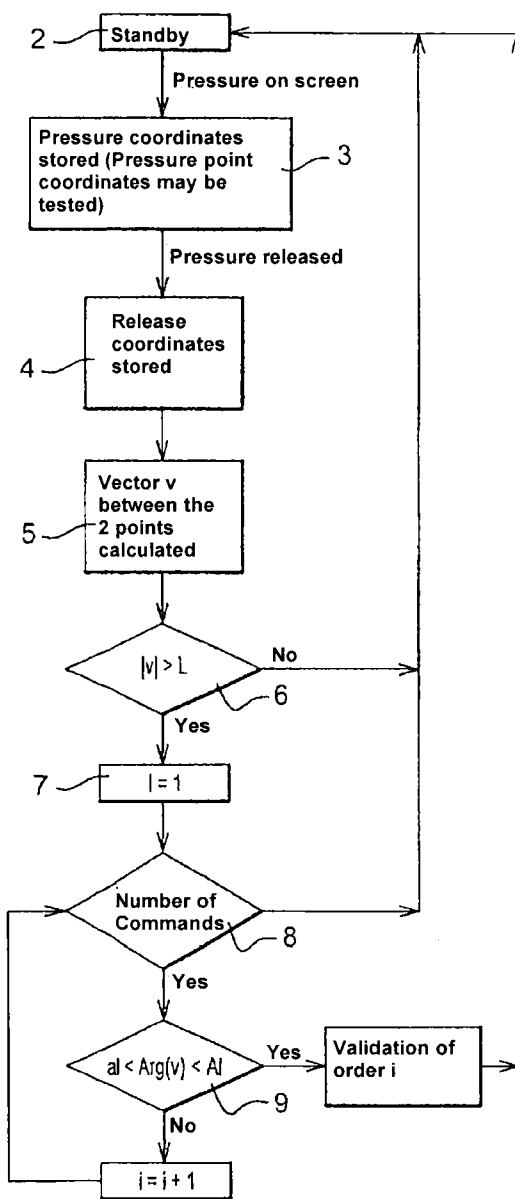 2
Standby
Pressure on screen
Pressure coordinates
stored (Pressure point
coordinates may be
tested)
3
Pressure released
Release
coordinates
stored
4
Vector v
between the
2 points
calculated
5
|v| > L
No
6
Yes
7
I = 1
Number of
Commands
8
Yes
aI < Arg(v) < AI
Yes
Validation of
order i
9
No
i = i + 1